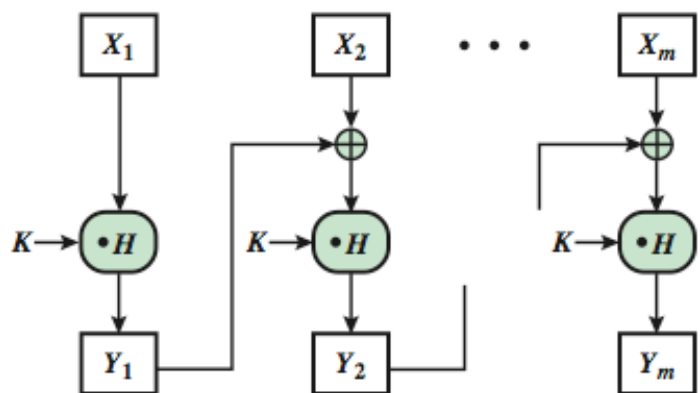 X₁ X₂ • • • Xₘ
K • H K • H K • H
Y₁ Y₂ Yₘ